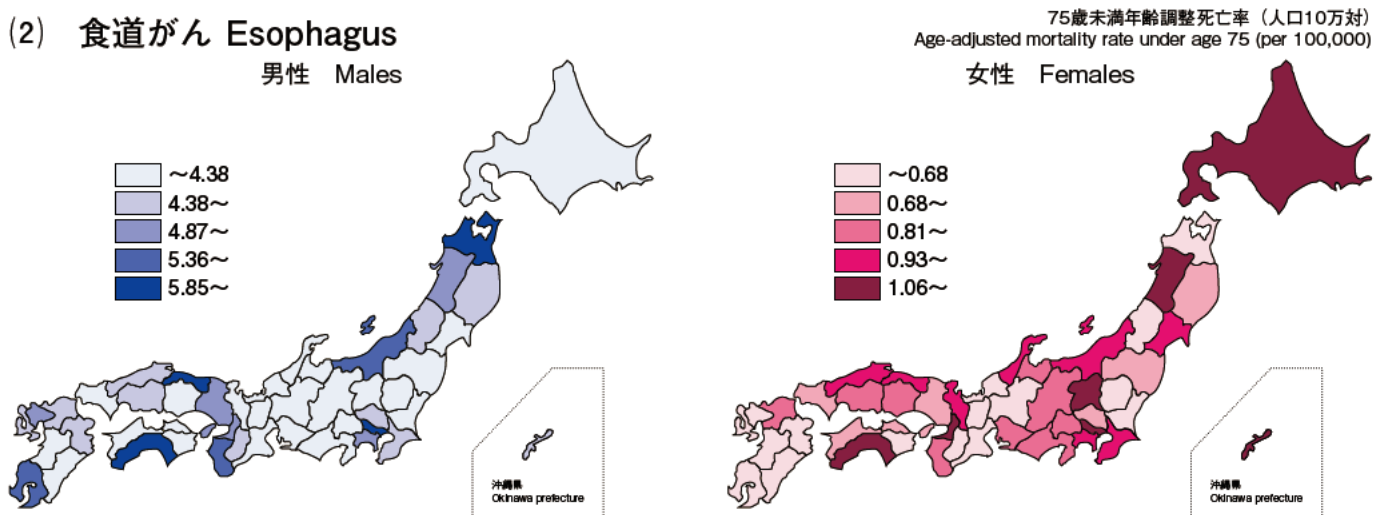 (2) 食道がん Esophagus
75歳未満年齢調整死亡率（人口10万対）
Age-adjusted mortality rate under age 75 (per 100,000)
男性 Males
～4.38
4.38～
4.87～
5.36～
5.85～
沖縄県
Okinawa prefecture
女性 Females
～0.68
0.68～
0.81～
0.93～
1.06～
沖縄県
Okinawa prefecture